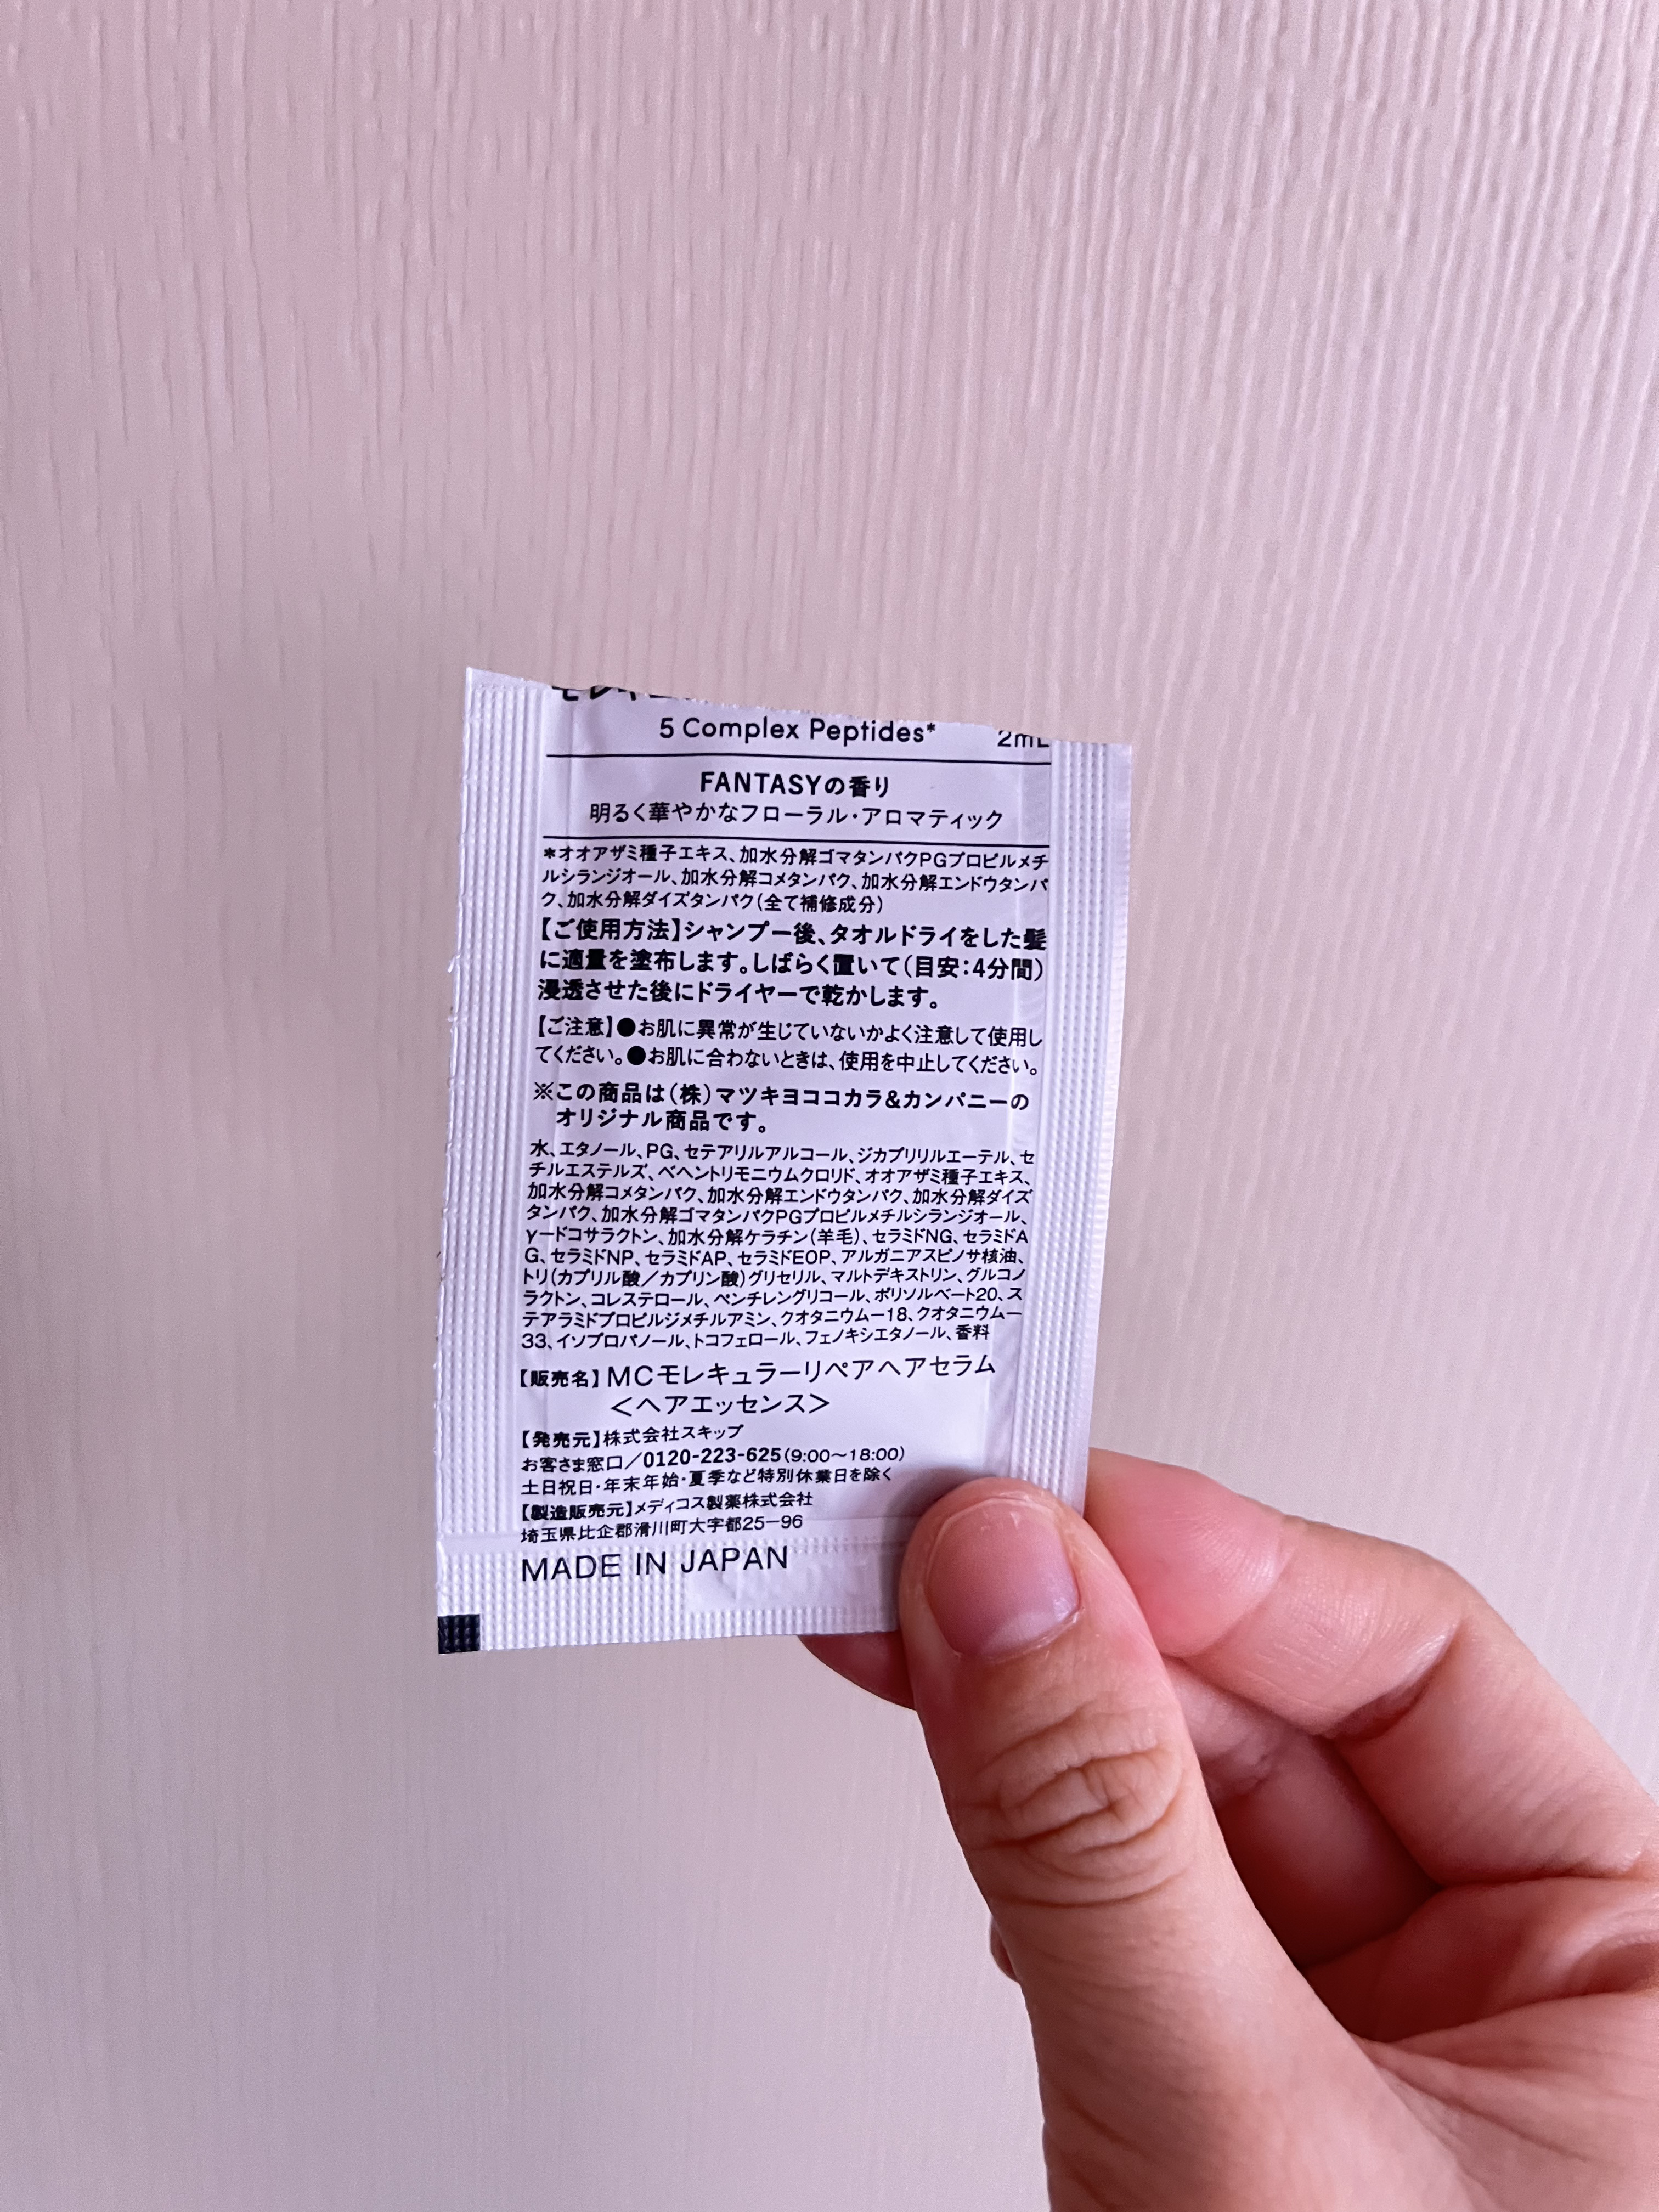 5 Complex Peptides* 2mL
FANTASYの香り
明るく華やかなフローラル・アロマティック
*オオアザミ種子エキス、加水分解ゴマタンパクPGプロピルメチ
ルシランジオール、加水分解コメタンパク、加水分解エンドウタンパ
ク、加水分解ダイズタンパク(全て補修成分)
【ご使用方法】シャンプー後、タオルドライをした髪
に適量を塗布します。しばらく置いて(目安:4分間)
浸透させた後にドライヤーで乾かします。
【ご注意】●お肌に異常が生じていないかよく注意して使用し
てください。●お肌に合わないときは、使用を中止してください。
※この商品は(株)マツキヨココカラ&カンパニーの
オリジナル商品です。
水、エタノール、PG、セテアリルアルコール、ジカプリリルエーテル、セ
チルエステルズ、ベヘントリモニウムクロリド、オオアザミ種子エキス、
加水分解コメタンパク、加水分解エンドウタンパク、加水分解ダイズ
タンパク、加水分解ゴマタンパクPGプロピルメチルシランジオール、
γードコサラクトン、加水分解ケラチン(羊毛)、セラミドNG、セラミドA
G、セラミドNP、セラミドAP、セラミドEOP、アルガニアスピノサ核油、
トリ(カプリル酸/カプリン酸)グリセリル、マルトデキストリン、グルコノ
ラクトン、コレステロール、ペンチレングリコール、ポリソルベート20、ス
テアラミドプロピルジメチルアミン、クオタニウムー18、クオタニウムー
33、イソプロパノール、トコフェロール、フェノキシエタノール、香料
【販売名】MCモレキュラーリペアヘアセラム
<ヘアエッセンス>
【発売元】株式会社スキップ
お客さま窓口/0120-223-625(9:00~18:00)
土日祝日・年末年始・夏季など特別休業日を除く
【製造販売元】メディコス製薬株式会社
埼玉県比企郡滑川町大字都25-96
MADE IN JAPAN